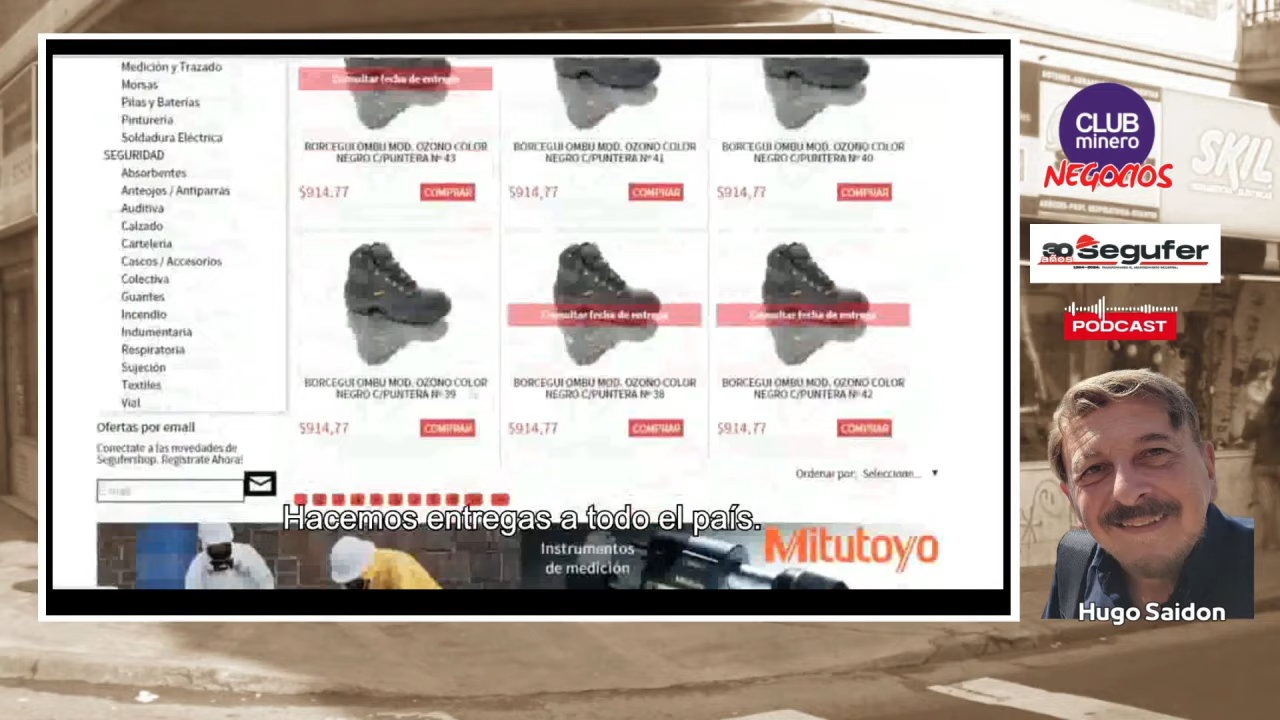 Medición y Trazado
Morsas
Pilas y Baterías
Pinturería
Soldadura Eléctrica
SEGURIDAD
Absorbentes
Anteojos / Antiparras
Auditiva
Calzado
Cartelería
Cascos / Accesorios
Colectiva
Guantes
Incendio
Indumentaria
Respiratoria
Sujeción
Textiles
Vial
Ofertas por email
Conectate a las novedades de
Segufershop. Registrate Ahora!
E-mail
Consultar fecha de entrega
BORCEGUI OMBU MOD. OZONO COLOR
NEGRO C/PUNTERA Nº 43
$914,77
COMPRAR
BORCEGUI OMBU MOD. OZONO COLOR
NEGRO C/PUNTERA Nº 41
$914,77
COMPRAR
BORCEGUI OMBU MOD. OZONO COLOR
NEGRO C/PUNTERA Nº 40
$914,77
COMPRAR
BORCEGUI OMBU MOD. OZONO COLOR
NEGRO C/PUNTERA Nº 39
$914,77
COMPRAR
Consultar fecha de entrega
BORCEGUI OMBU MOD. OZONO COLOR
NEGRO C/PUNTERA Nº 38
$914,77
COMPRAR
Consultar fecha de entrega
BORCEGUI OMBU MOD. OZONO COLOR
NEGRO C/PUNTERA Nº 42
$914,77
COMPRAR
Ordenar por: Seleccione...
Hacemos entregas a todo el país.
Instrumentos
de medición
Mitutoyo
CLUB
minero
NEGOCIOS
SKIL
30 años
Segufer
PODCAST
Hugo Saidon